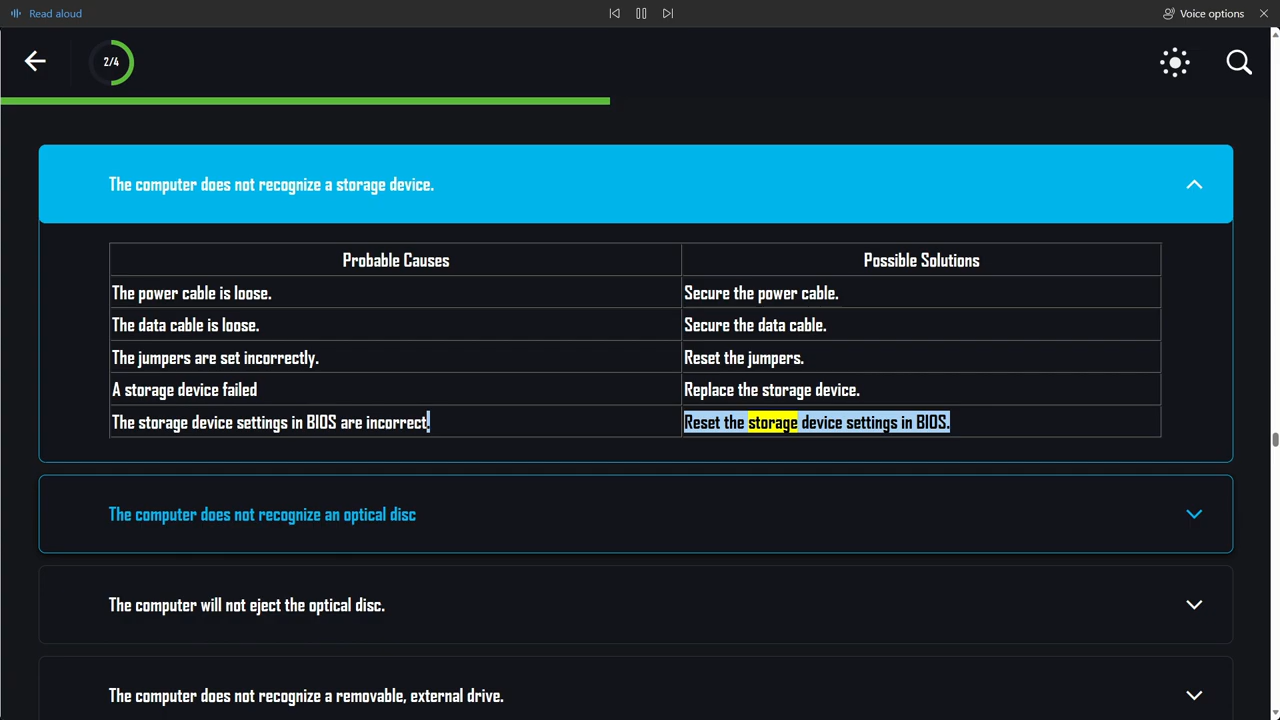 Read aloud
Voice options
2/4
The computer does not recognize a storage device.
Probable Causes Possible Solutions
The power cable is loose. Secure the power cable.
The data cable is loose. Secure the data cable.
The jumpers are set incorrectly. Reset the jumpers.
A storage device failed Replace the storage device.
The storage device settings in BIOS are incorrect. Reset the storage device settings in BIOS.
The computer does not recognize an optical disc
The computer will not eject the optical disc.
The computer does not recognize a removable, external drive.